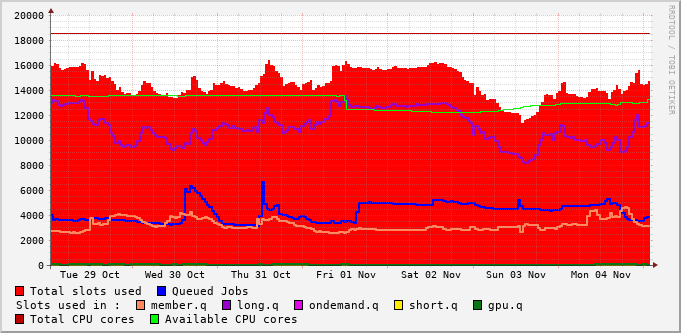 20000
18000
16000
14000
12000
10000
8000
6000
4000
2000
0
Tue 29 Oct Wed 30 Oct Thu 31 Oct Fri 01 Nov Sat 02 Nov Sun 03 Nov Mon 04 Nov
Total slots used Queued Jobs
Slots used in : member.q long.q ondemand.q short.q gpu.q
Total CPU cores Available CPU cores
RRDTOOL / TOBI OETIKER